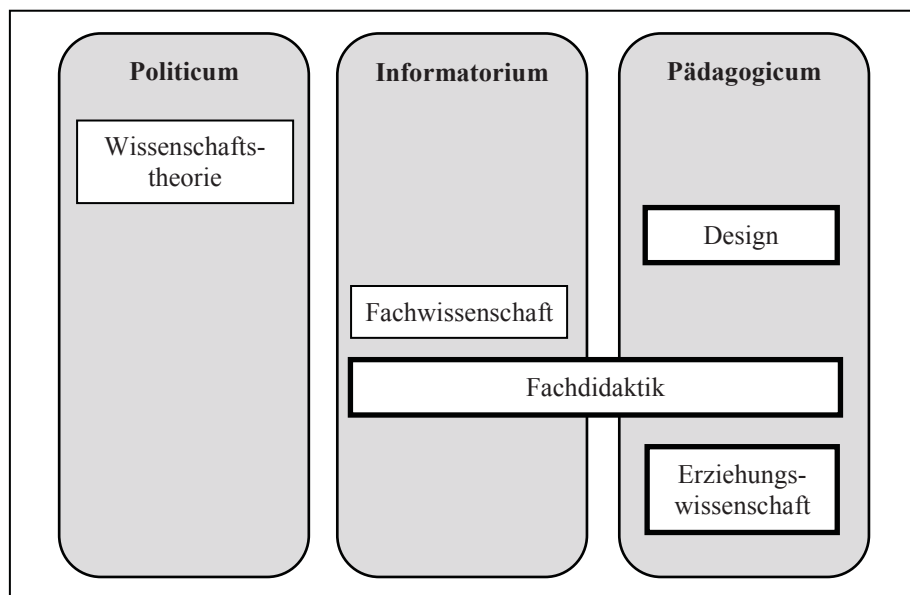 Politicum
Informatorium
Pädagogicum
Wissenschafts-
theorie
Design
Fachwissenschaft
Fachdidaktik
Erziehungs-
wissenschaft